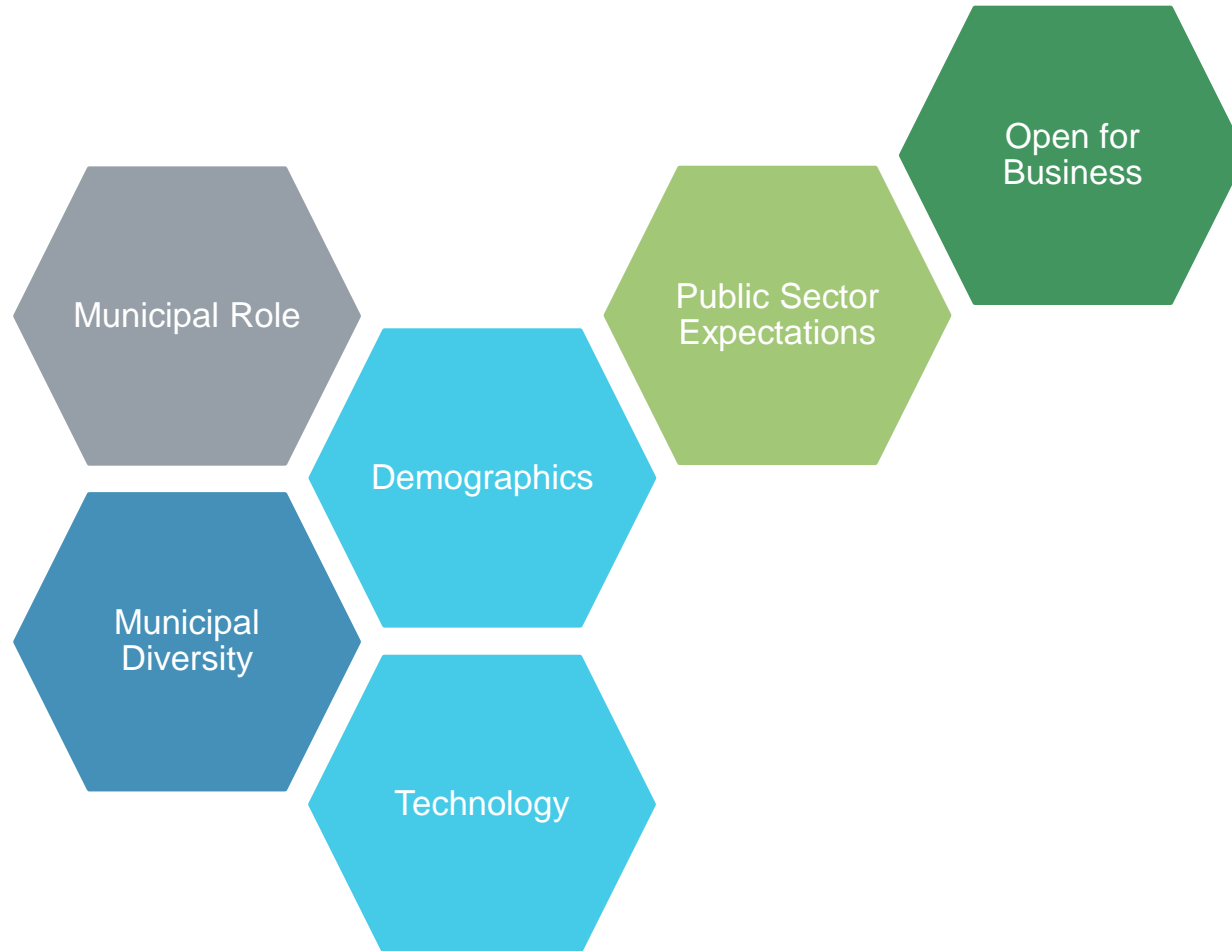 Open for
Business
Municipal Role
Public Sector
Expectations
Demographics
Municipal
Diversity
Technology